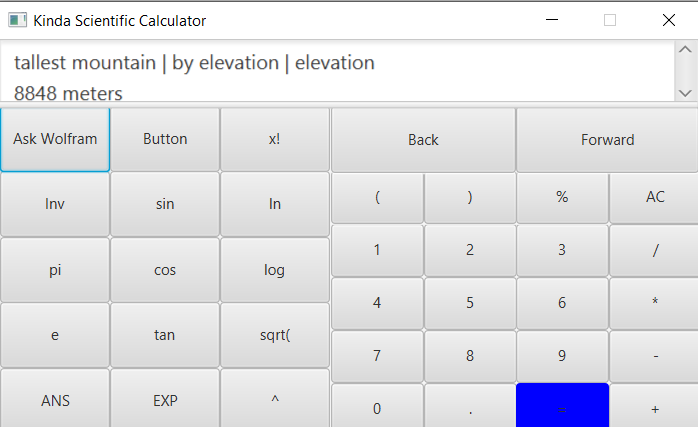 Kinda Scientific Calculator
tallest mountain | by elevation | elevation
8848 meters
Ask Wolfram Button x! Back Forward
( ) % AC
Inv sin ln
1 2 3 /
pi cos log
4 5 6 *
e tan sqrt(
7 8 9 -
ANS EXP ^
0 . = +